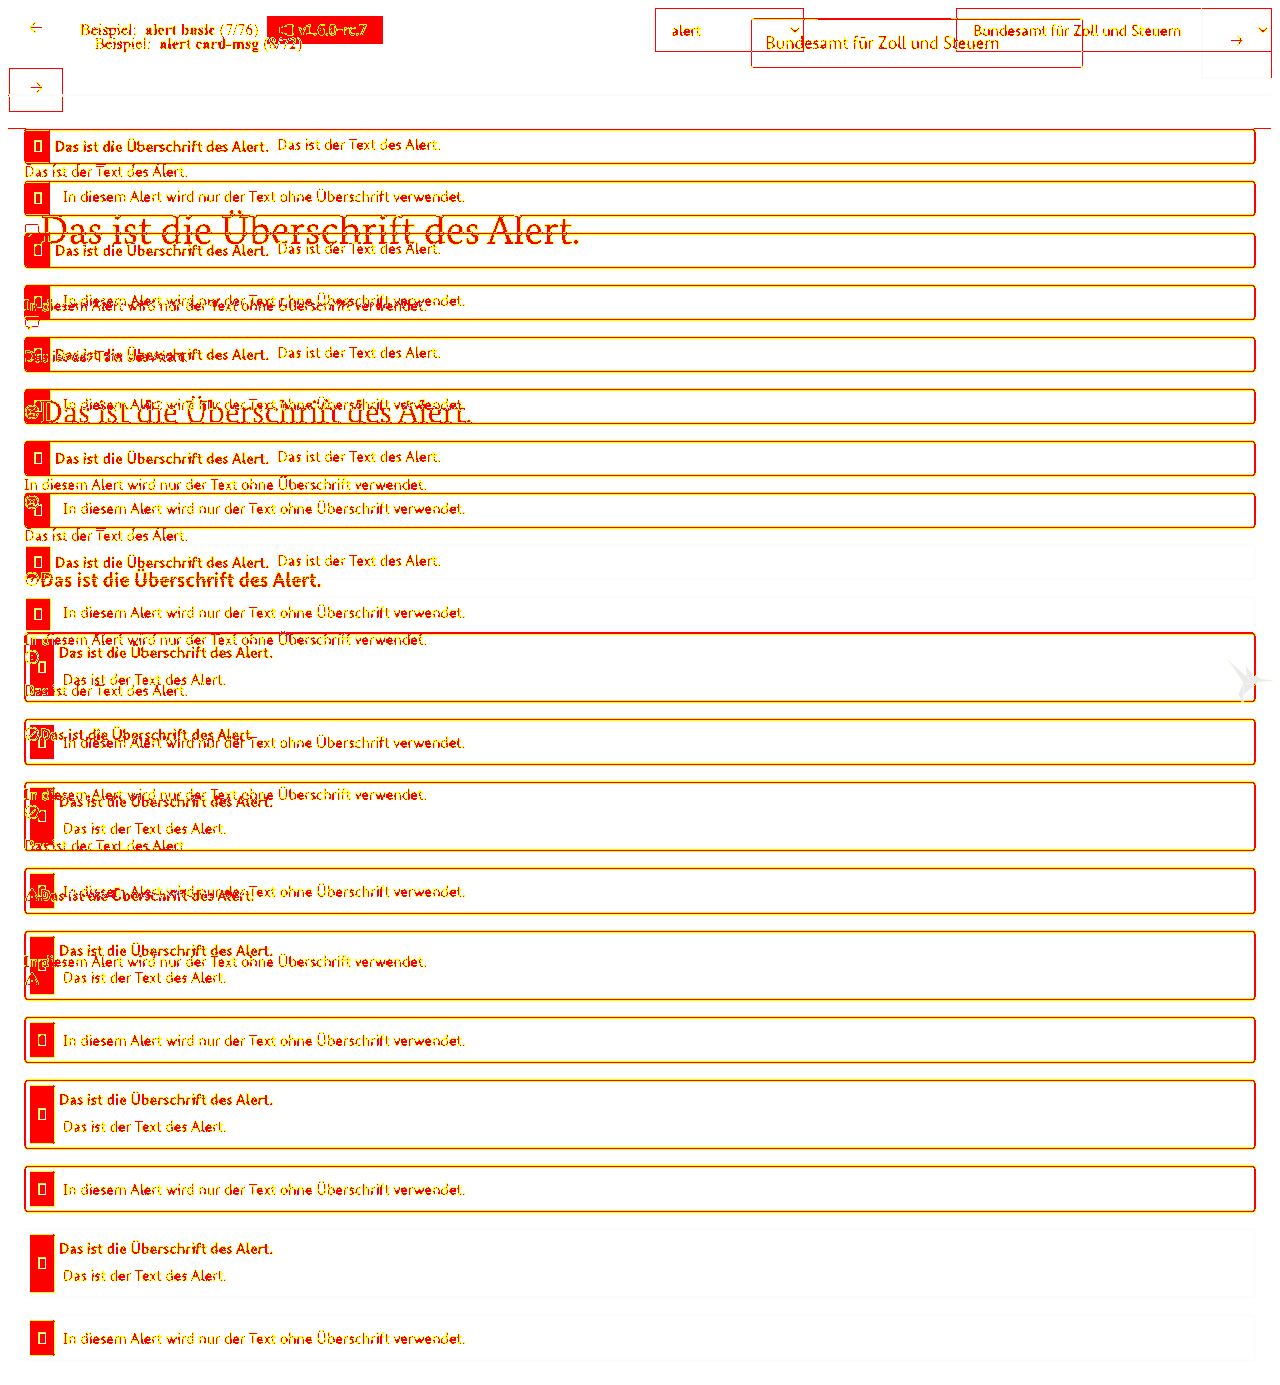 Beispiel: alert basic (7/76) v1.6.0-rc.7 alert Bundesamt für Zoll und Steuern
Beispiel: alert card-msg (8/72) Bundesamt für Zoll und Steuern
Das ist die Überschrift des Alert. Das ist der Text des Alert.
Das ist der Text des Alert.
In diesem Alert wird nur der Text ohne Überschrift verwendet.
Das ist die Überschrift des Alert.
Das ist die Überschrift des Alert. Das ist der Text des Alert.
In diesem Alert wird nur der Text ohne Überschrift verwendet.
In diesem Alert wird nur der Text ohne Überschrift verwendet.
Das ist die Überschrift des Alert. Das ist der Text des Alert.
Das ist der Text des Alert.
In diesem Alert wird nur der Text ohne Überschrift verwendet.
Das ist die Überschrift des Alert.
Das ist die Überschrift des Alert. Das ist der Text des Alert.
In diesem Alert wird nur der Text ohne Überschrift verwendet.
In diesem Alert wird nur der Text ohne Überschrift verwendet.
Das ist der Text des Alert.
Das ist die Überschrift des Alert. Das ist der Text des Alert.
Das ist die Überschrift des Alert.
In diesem Alert wird nur der Text ohne Überschrift verwendet.
In diesem Alert wird nur der Text ohne Überschrift verwendet.
Das ist die Überschrift des Alert.
Das ist der Text des Alert.
Das ist der Text des Alert.
Das ist die Überschrift des Alert.
In diesem Alert wird nur der Text ohne Überschrift verwendet.
In diesem Alert wird nur der Text ohne Überschrift verwendet.
Das ist die Überschrift des Alert.
Das ist der Text des Alert.
Das ist der Text des Alert.
In diesem Alert wird nur der Text ohne Überschrift verwendet.
Das ist die Überschrift des Alert.
Das ist die Überschrift des Alert.
In diesem Alert wird nur der Text ohne Überschrift verwendet.
Das ist der Text des Alert.
In diesem Alert wird nur der Text ohne Überschrift verwendet.
Das ist die Überschrift des Alert.
Das ist der Text des Alert.
In diesem Alert wird nur der Text ohne Überschrift verwendet.
Das ist die Überschrift des Alert.
Das ist der Text des Alert.
In diesem Alert wird nur der Text ohne Überschrift verwendet.